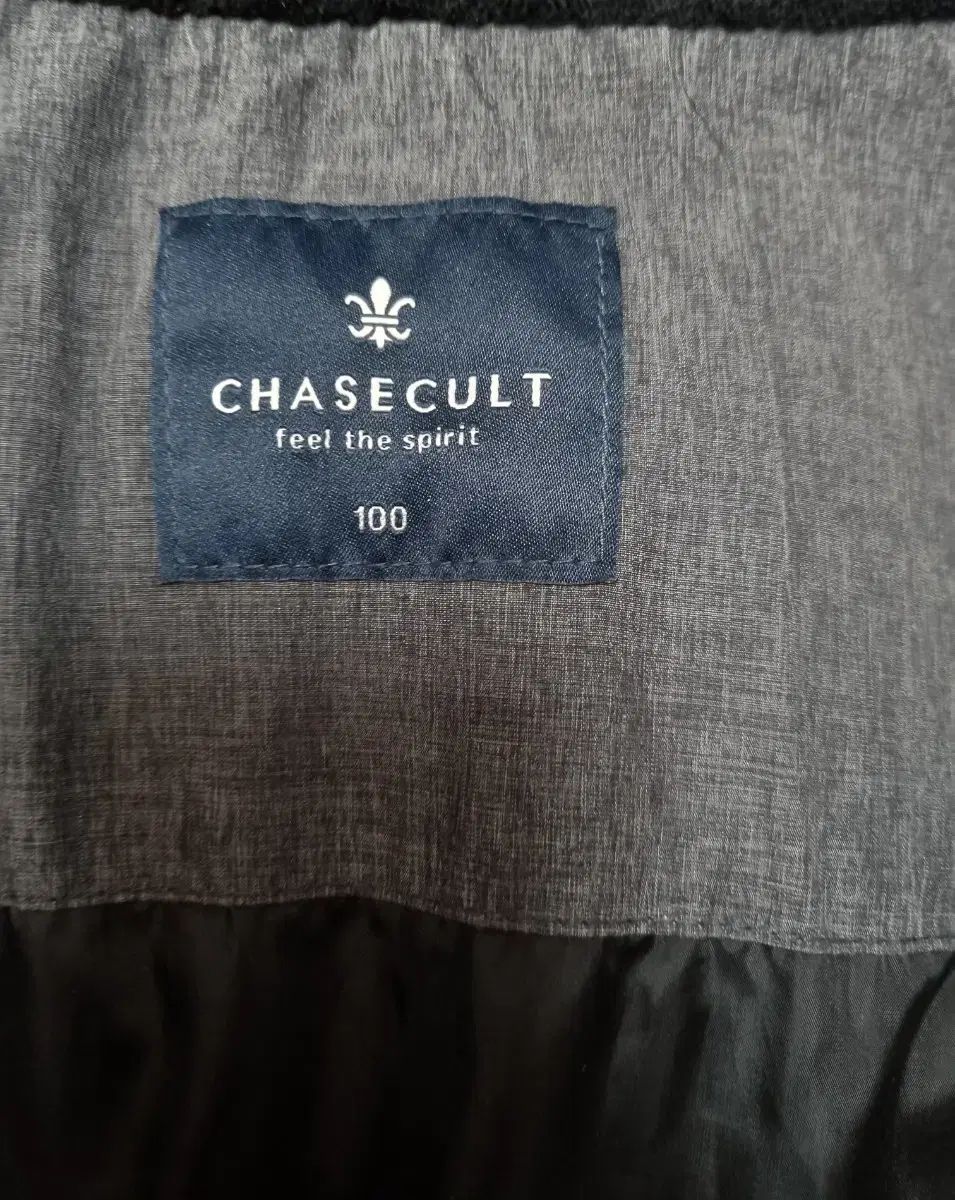 CHASECULT
feel the spirit
100